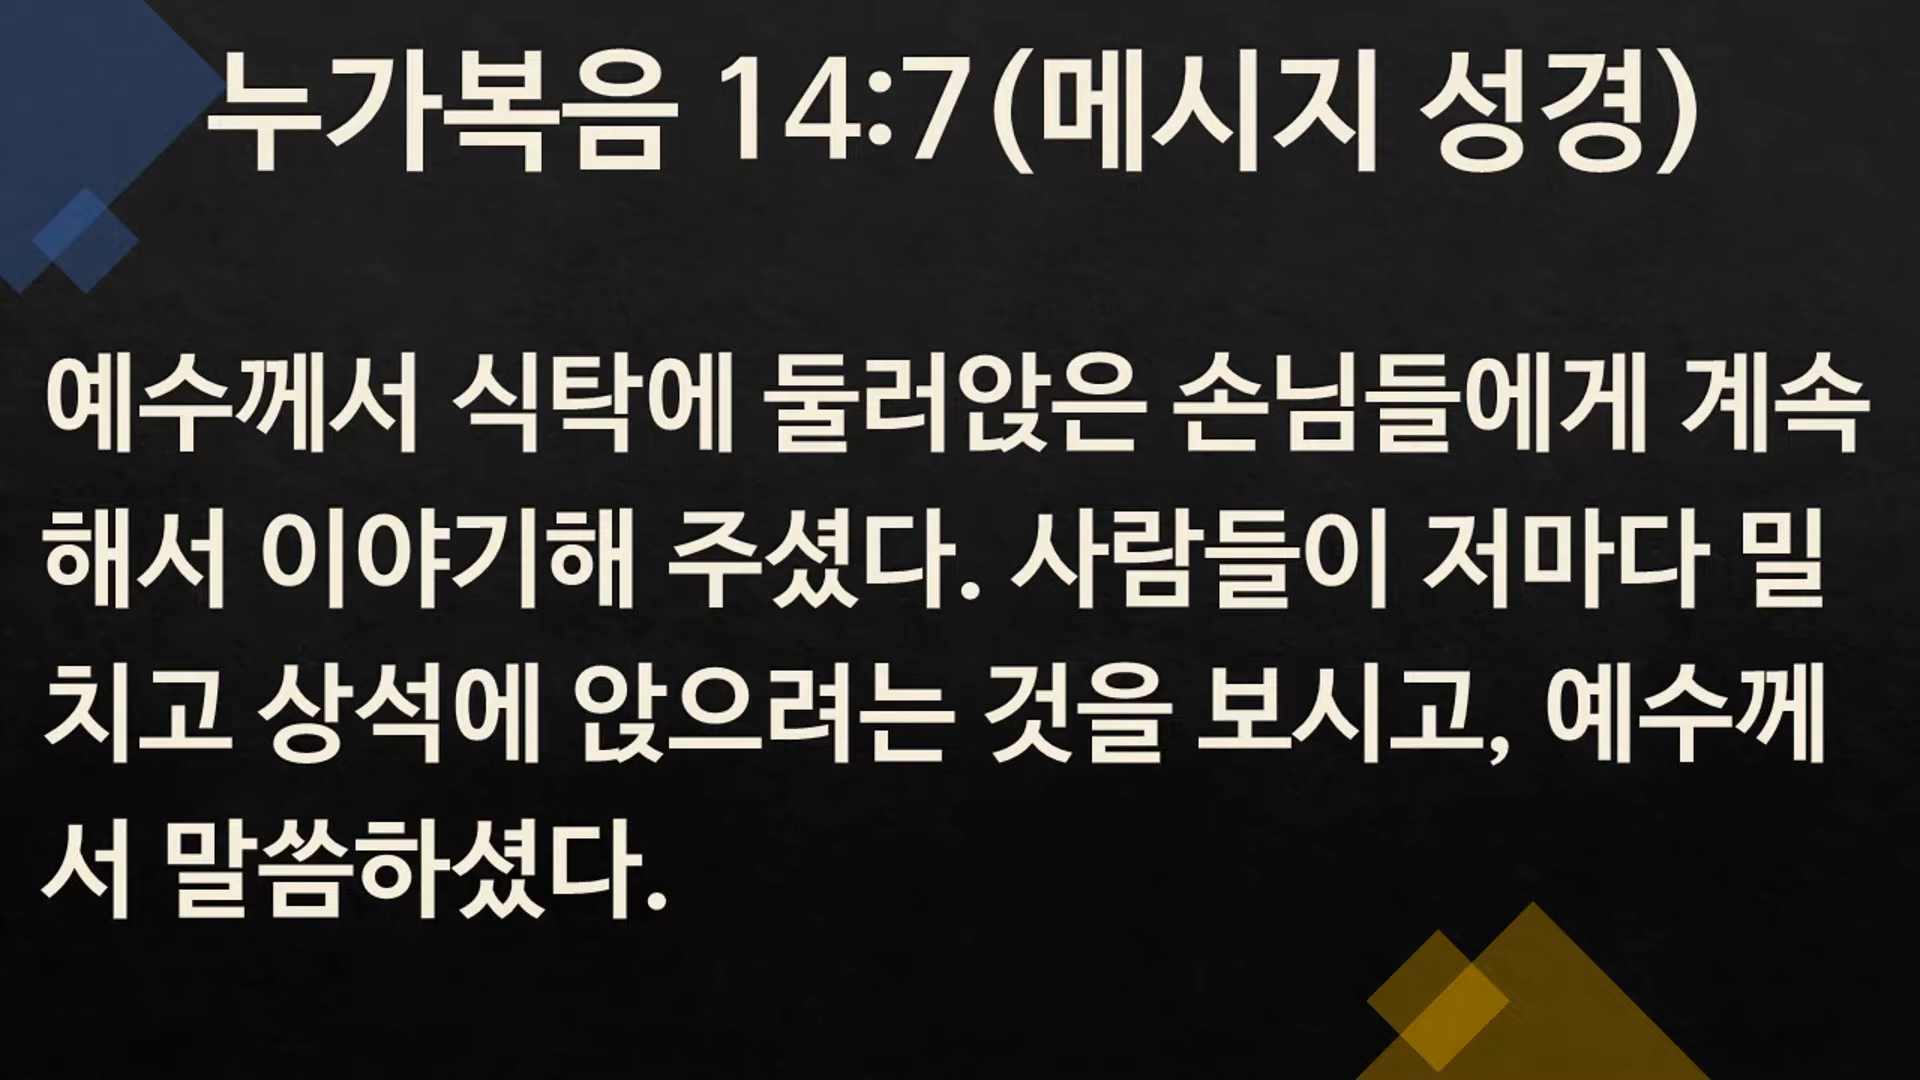 누가복음 14:7(메시지 성경)
예수께서 식탁에 둘러앉은 손님들에게 계속
해서 이야기해 주셨다. 사람들이 저마다 밀
치고 상석에 앉으려는 것을 보시고, 예수께
서 말씀하셨다.